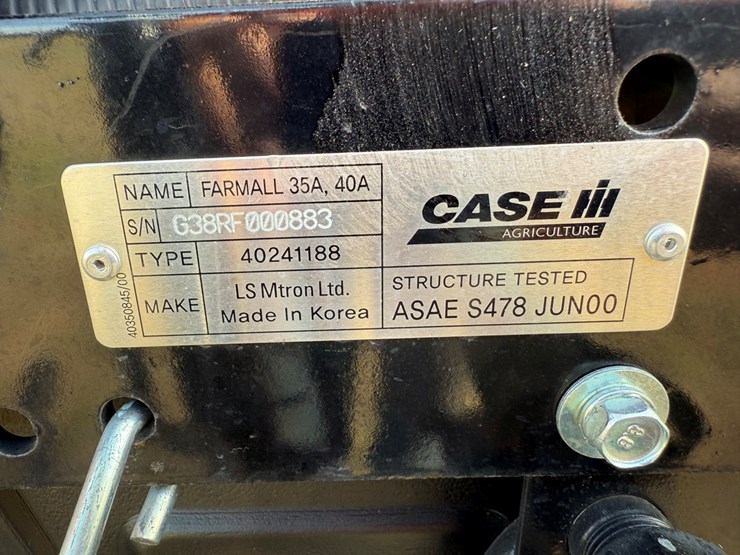 NAME FARMALL 35A, 40A
S/N G38RF000883
TYPE 40241188
MAKE LS Mtron Ltd.
Made In Korea
40350845/00
CASE IH
AGRICULTURE
STRUCTURE TESTED
ASAE S478 JUN00